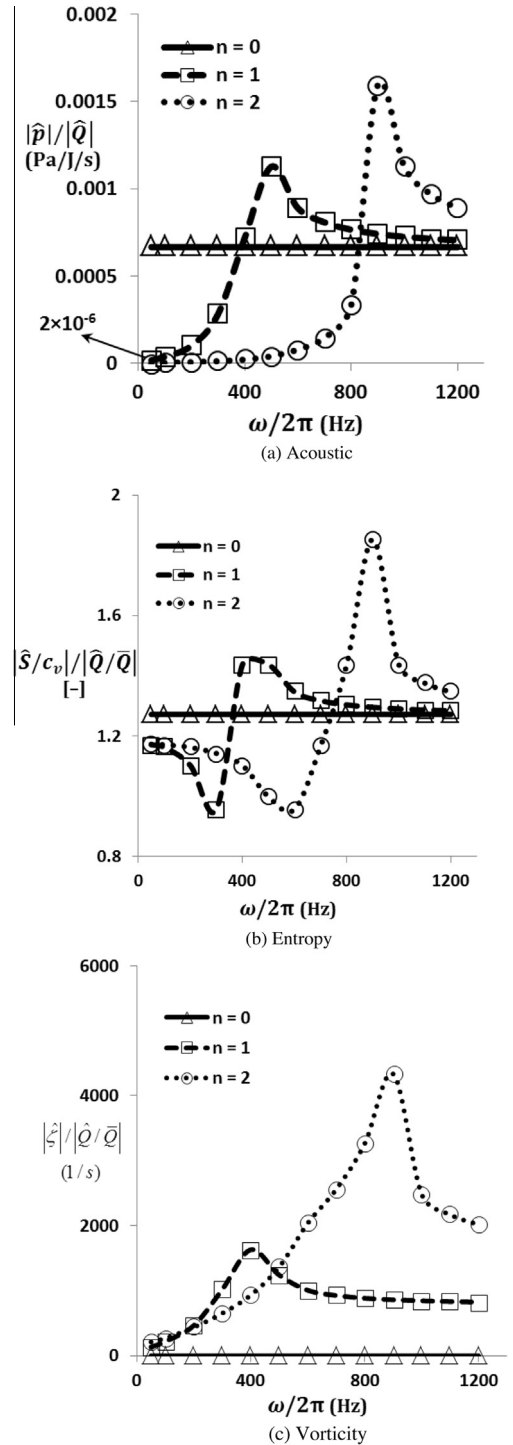 0.002
0.0015
0.001
0.0005
0
|p̂|/|Q̂|
(Pa/J/s)
n = 0
n = 1
n = 2
2×10⁻⁶
0 400 800 1200
ω/2π (Hz)
(a) Acoustic
2
1.6
1.2
0.8
|Ŝ/cᵥ|/|Q̂/Q̄|
[–]
n = 0
n = 1
n = 2
0 400 800 1200
ω/2π (Hz)
(b) Entropy
6000
4000
2000
0
|ζ̂|/|Q̂/Q̄|
(1/s)
n = 0
n = 1
n = 2
0 400 800 1200
ω/2π (Hz)
(c) Vorticity